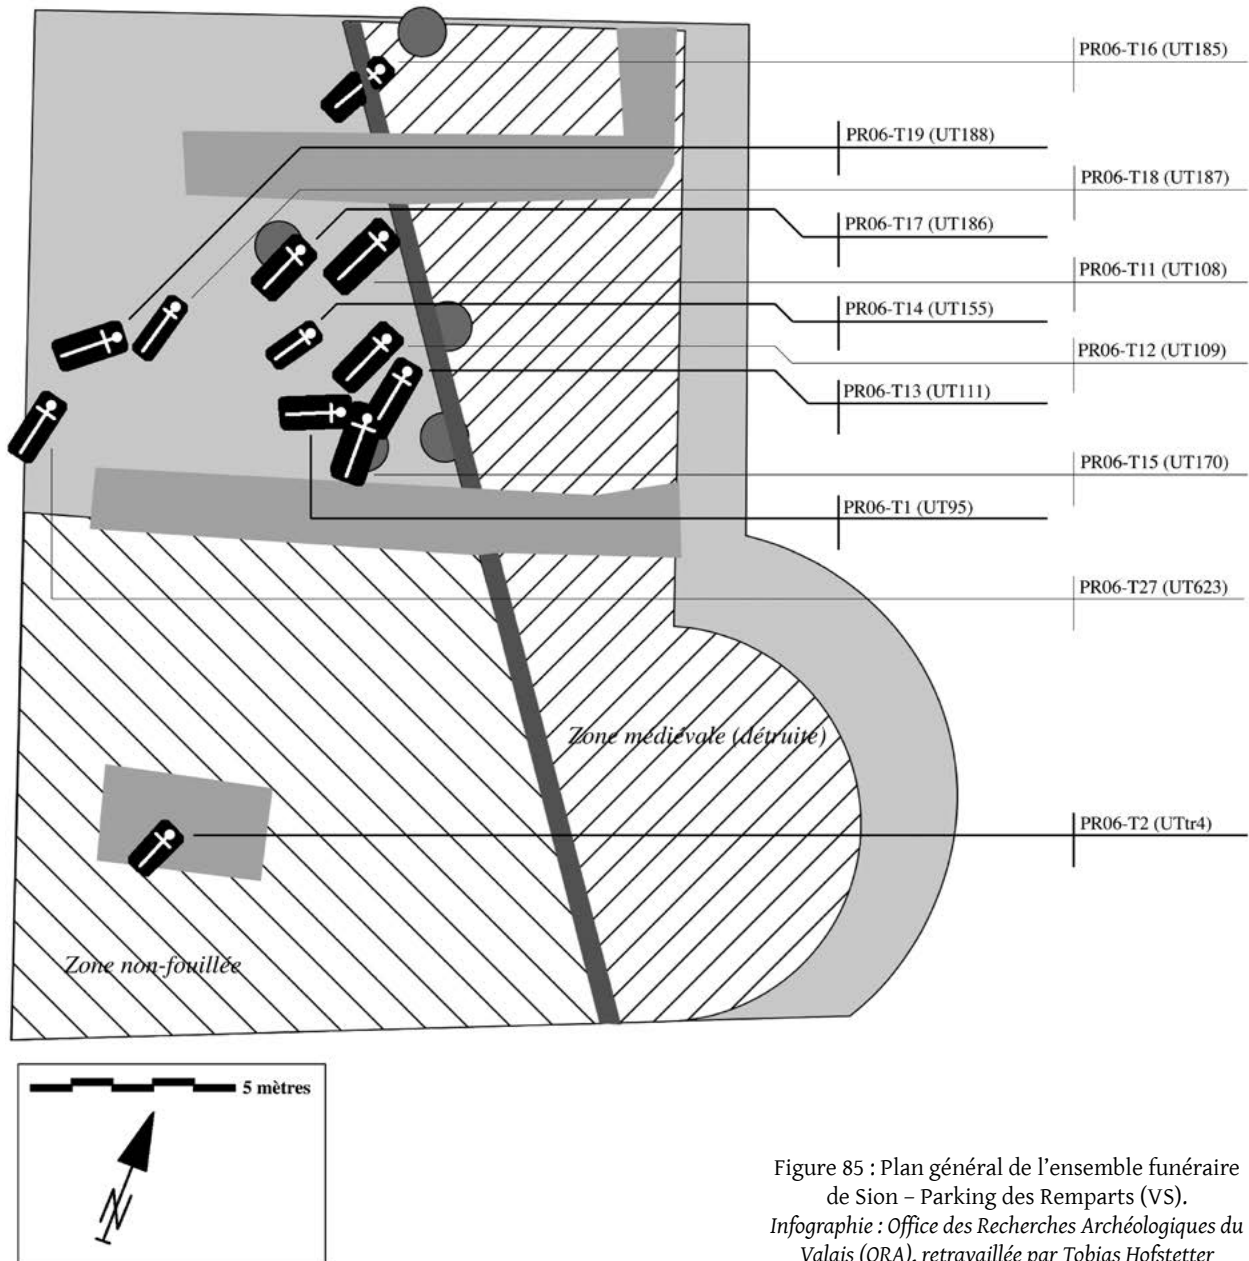 PR06-T16 (UT185)
PR06-T19 (UT188)
PR06-T18 (UT187)
PR06-T17 (UT186)
PR06-T11 (UT108)
PR06-T14 (UT155)
PR06-T12 (UT109)
PR06-T13 (UT111)
PR06-T15 (UT170)
PR06-T1 (UT95)
PR06-T27 (UT623)
Zone médiévale (détruite)
PR06-T2 (UTtr4)
Zone non-fouillée
5 mètres
N
Figure 85 : Plan général de l'ensemble funéraire
de Sion – Parking des Remparts (VS).
Infographie : Office des Recherches Archéologiques du
Valais (ORA), retravaillée par Tobias Hofstetter